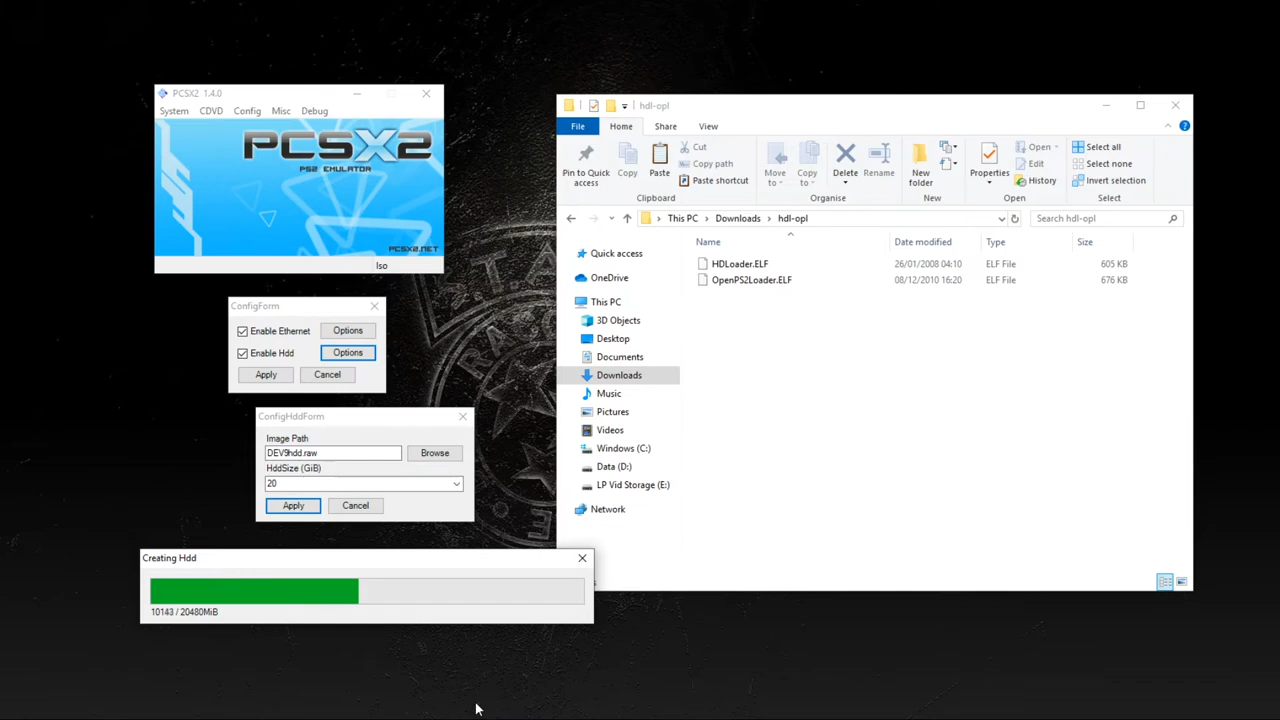 PCSX2 1.4.0
System CDVD Config Misc Debug
PCSX2
PS2 EMULATOR
PCSX2.NET
Iso
ConfigForm
Enable Ethernet Options
Enable Hdd Options
Apply Cancel
ConfigHddForm
Image Path
DEV9hdd.raw Browse
HddSize (GiB)
20
Apply Cancel
Creating Hdd
10143 / 20480MiB
hdl-opl
File Home Share View
Pin to Quick access
Copy
Paste
Cut
Copy path
Paste shortcut
Clipboard
Move to
Copy to
Delete
Rename
Organise
New folder
New
Properties
Open
Edit
History
Open
Select all
Select none
Invert selection
Select
This PC Downloads hdl-opl
Search hdl-opl
Name Date modified Type Size
HDLoader.ELF 26/01/2008 04:10 ELF File 605 KB
OpenPS2Loader.ELF 08/12/2010 16:20 ELF File 676 KB
Quick access
OneDrive
This PC
3D Objects
Desktop
Documents
Downloads
Music
Pictures
Videos
Windows (C:)
Data (D:)
LP Vid Storage (E:)
Network